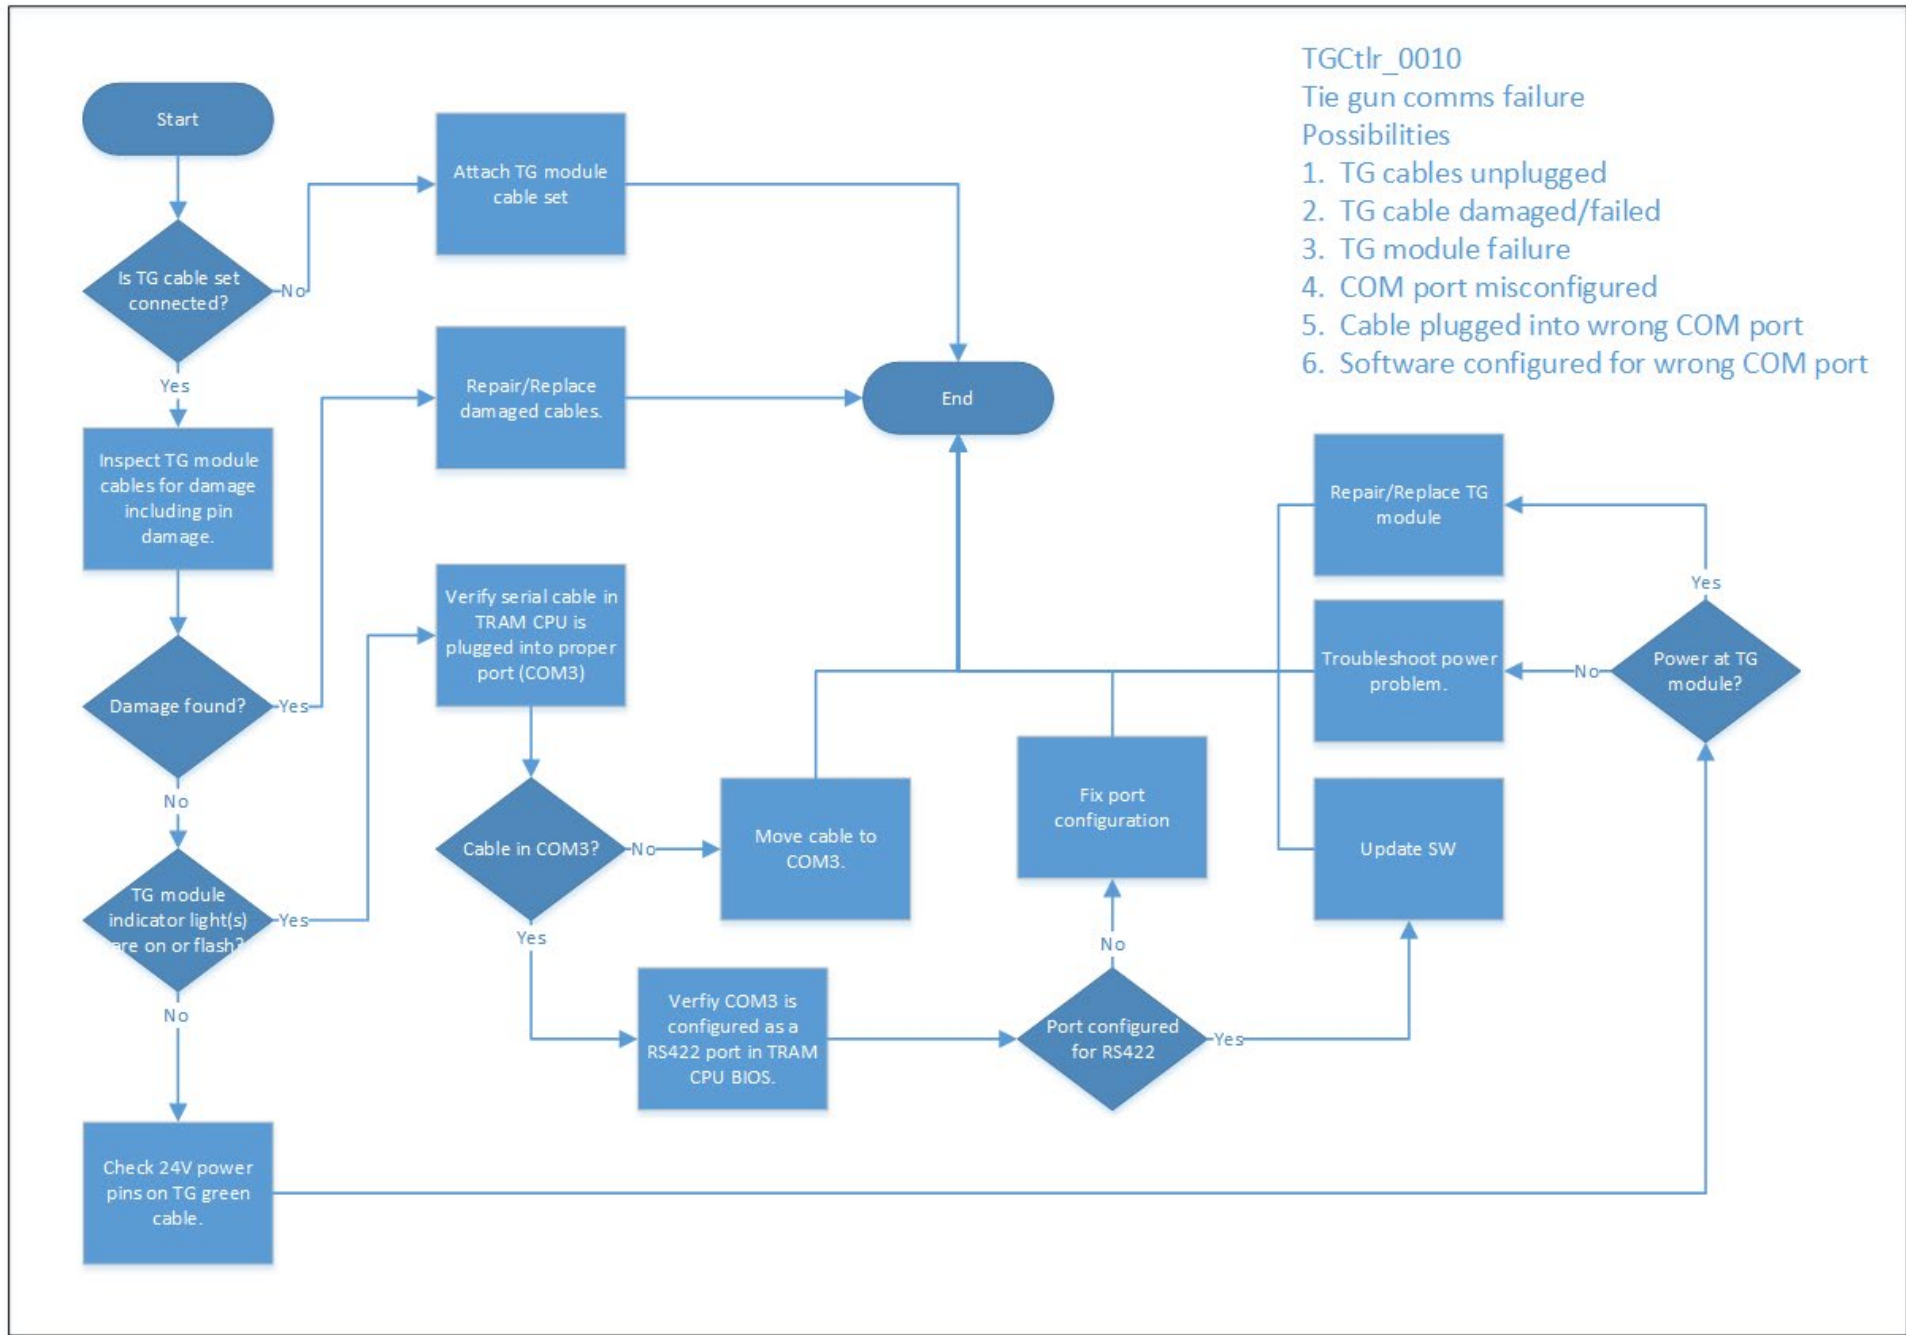 TGCtlr_0010
Tie gun comms failure
Possibilities
1. TG cables unplugged
2. TG cable damaged/failed
3. TG module failure
4. COM port misconfigured
5. Cable plugged into wrong COM port
6. Software configured for wrong COM port
Start
Is TG cable set
connected?
No
Attach TG module
cable set
Yes
Inspect TG module
cables for damage
including pin
damage.
Repair/Replace
damaged cables.
End
Damage found?
Yes
No
TG module
indicator light(s)
are on or flash?
Yes
No
Verify serial cable in
TRAM CPU is
plugged into proper
port (COM3)
Cable in COM3?
No
Move cable to
COM3.
Yes
Verfiy COM3 is
configured as a
RS422 port in TRAM
CPU BIOS.
Port configured
for RS422
No
Fix port
configuration
Yes
Update SW
Check 24V power
pins on TG green
cable.
Power at TG
module?
No
Troubleshoot power
problem.
Yes
Repair/Replace TG
module